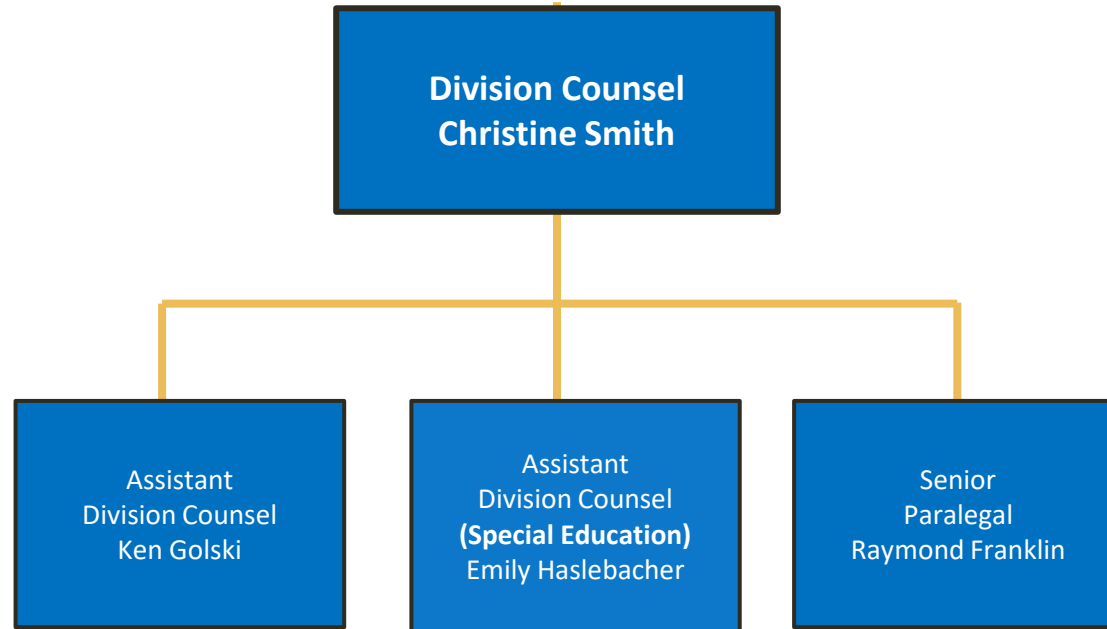 Division Counsel
Christine Smith
Assistant
Division Counsel
Ken Golski
Assistant
Division Counsel
(Special Education)
Emily Haslebacher
Senior
Paralegal
Raymond Franklin